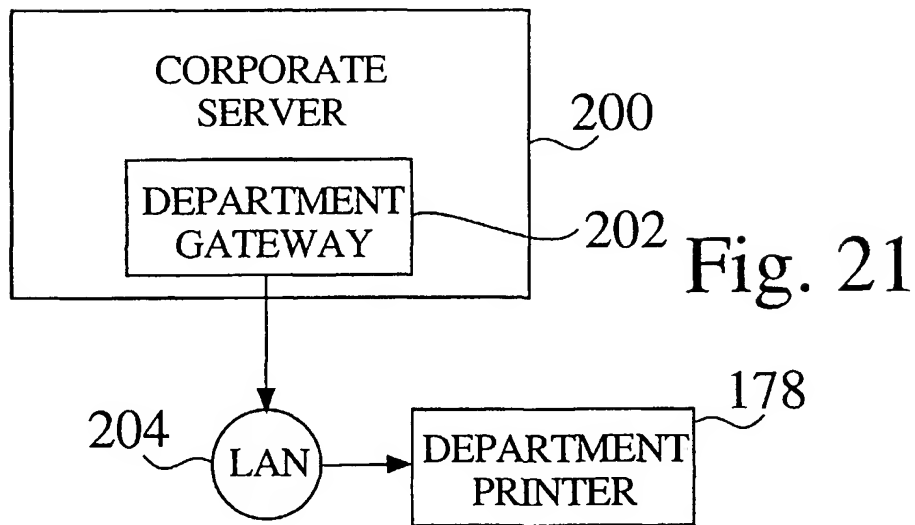 CORPORATE
SERVER
200
DEPARTMENT
GATEWAY
202
Fig. 21
204
LAN
178
DEPARTMENT
PRINTER